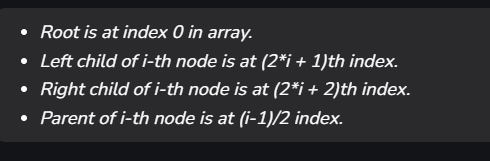 • Root is at index 0 in array.
• Left child of i-th node is at (2*i + 1)th index.
• Right child of i-th node is at (2*i + 2)th index.
• Parent of i-th node is at (i-1)/2 index.